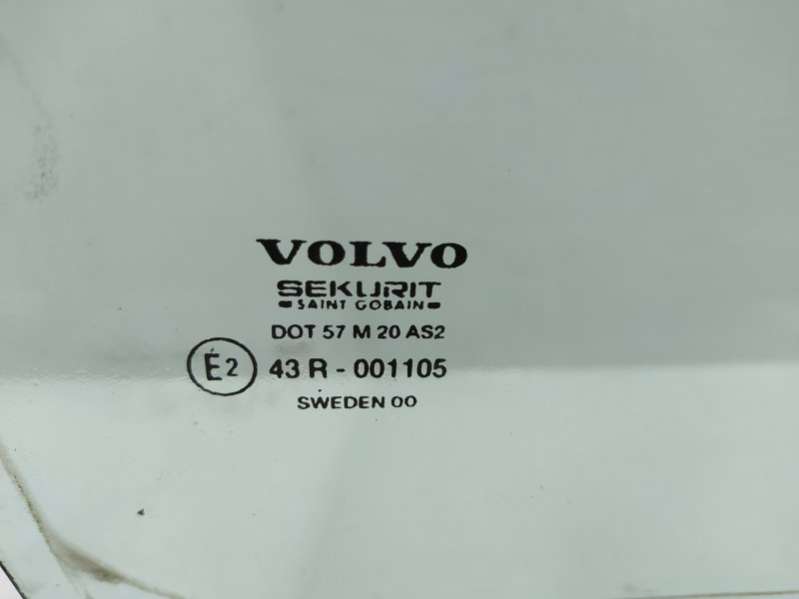 VOLVO
SEKURIT
SAINT GOBAIN
DOT 57 M 20 AS2
E2 43 R - 001105
SWEDEN 00